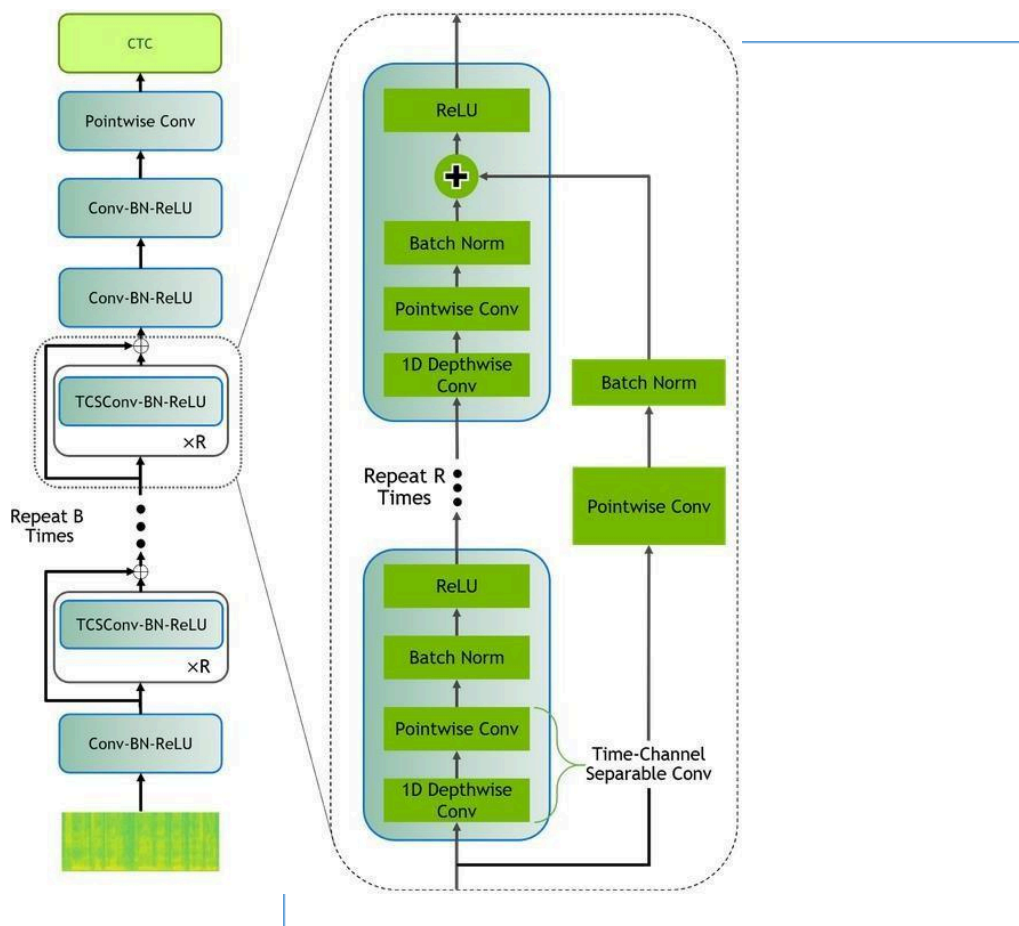 CTC
Pointwise Conv
Conv-BN-ReLU
Conv-BN-ReLU
TCSConv-BN-ReLU
×R
Repeat B
Times
TCSConv-BN-ReLU
×R
Conv-BN-ReLU
ReLU
Batch Norm
Pointwise Conv
1D Depthwise
Conv
Repeat R
Times
ReLU
Batch Norm
Pointwise Conv
1D Depthwise
Conv
Batch Norm
Pointwise Conv
Time-Channel
Separable Conv